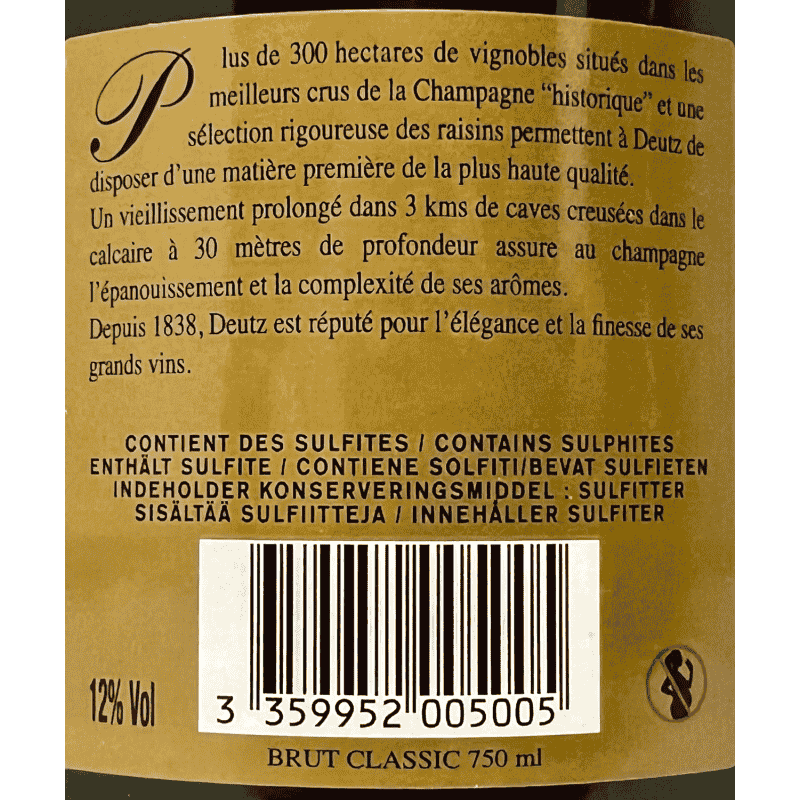 Plus de 300 hectares de vignobles situés dans les
meilleurs crus de la Champagne “historique” et une
sélection rigoureuse des raisins permettent à Deutz de
disposer d’une matière première de la plus haute qualité.
Un vieillissement prolongé dans 3 kms de caves creusées dans le
calcaire à 30 mètres de profondeur assure au champagne
l’épanouissement et la complexité de ses arômes.
Depuis 1838, Deutz est réputé pour l’élégance et la finesse de ses
grands vins.
CONTIENT DES SULFITES / CONTAINS SULPHITES
ENTHÄLT SULFITE / CONTIENE SOLFITI/BEVAT SULFIETEN
INDEHOLDER KONSERVERINGSMIDDEL : SULFITTER
SISÄLTÄÄ SULFIITTEJA / INNEHÅLLER SULFITER
12% Vol
3 359952 005005
BRUT CLASSIC 750 ml